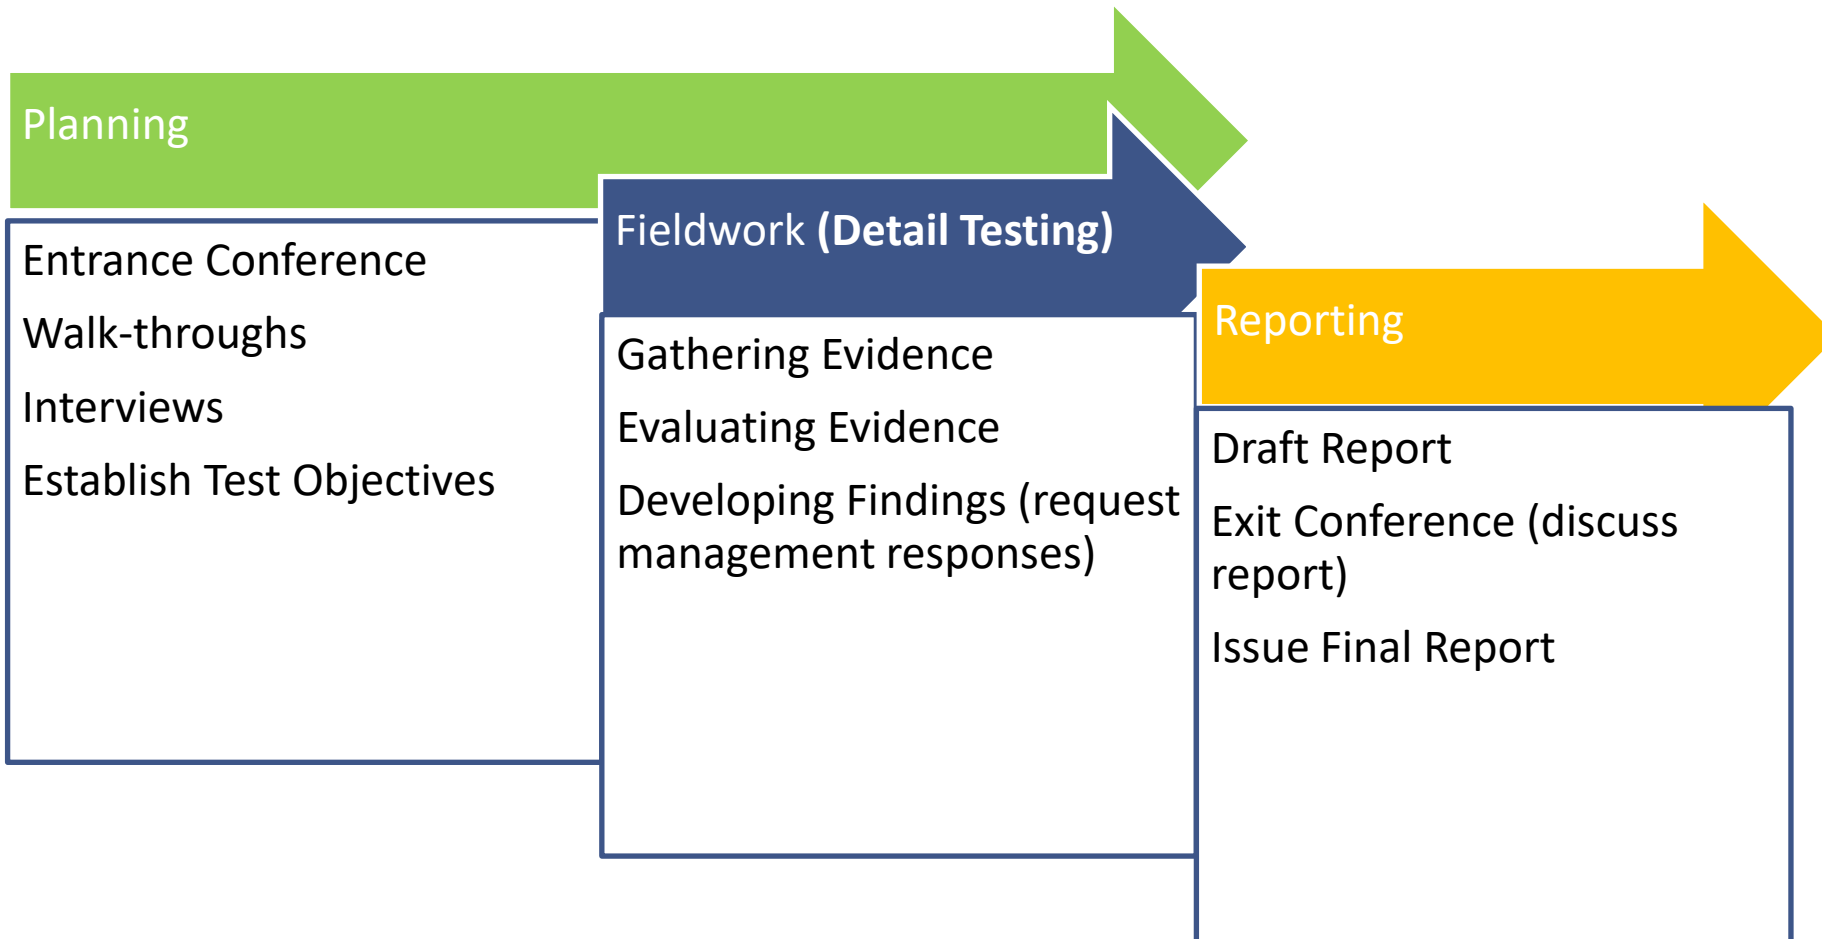 Planning
Entrance Conference
Walk-throughs
Interviews
Establish Test Objectives
Fieldwork (Detail Testing)
Gathering Evidence
Evaluating Evidence
Developing Findings (request
management responses)
Reporting
Draft Report
Exit Conference (discuss
report)
Issue Final Report